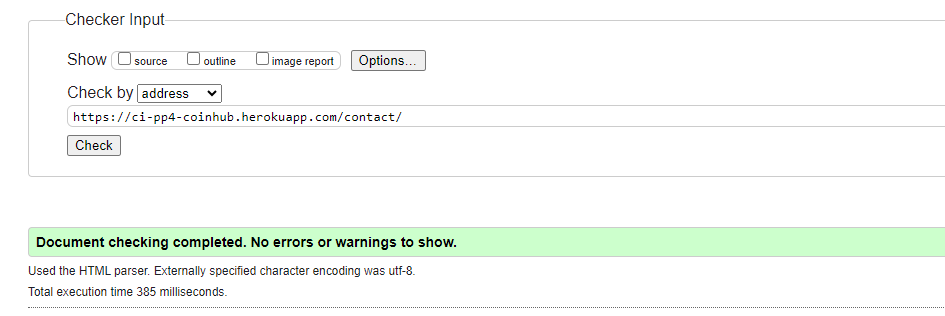 Checker Input
Show source outline image report Options...
Check by address
https://ci-pp4-coinhub.herokuapp.com/contact/
Check
Document checking completed. No errors or warnings to show.
Used the HTML parser. Externally specified character encoding was utf-8.
Total execution time 385 milliseconds.